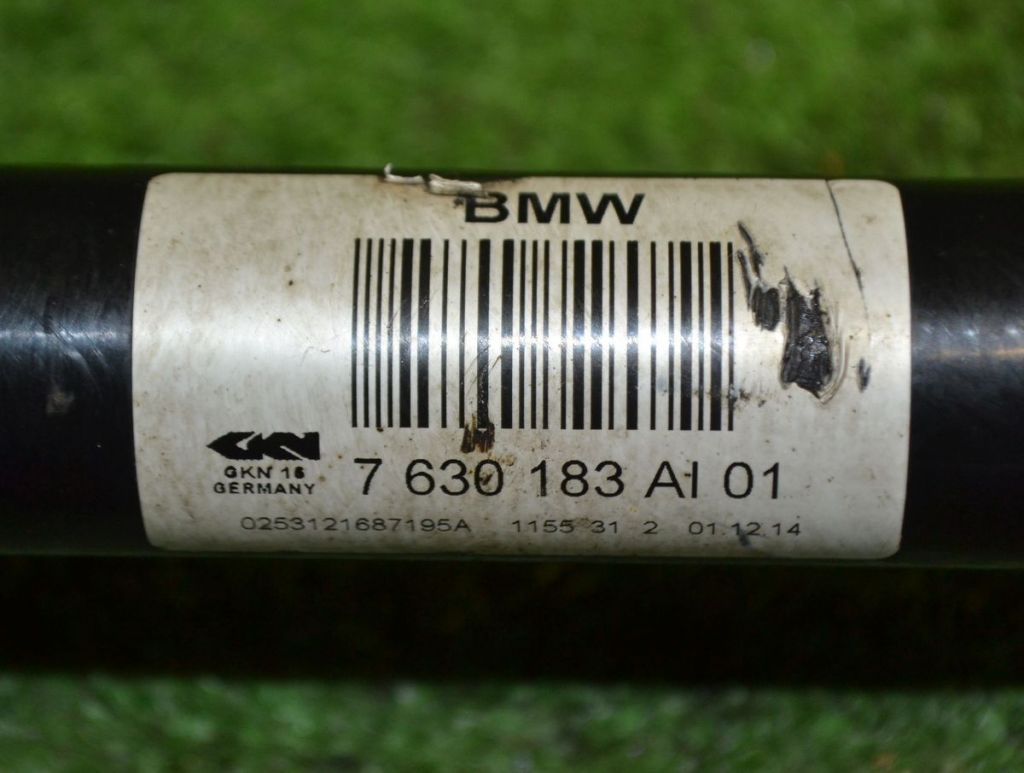 BMW
GKN
GKN 16
GERMANY
7 630 183 AI 01
0253121687195A 1155 31 2 01.12.14